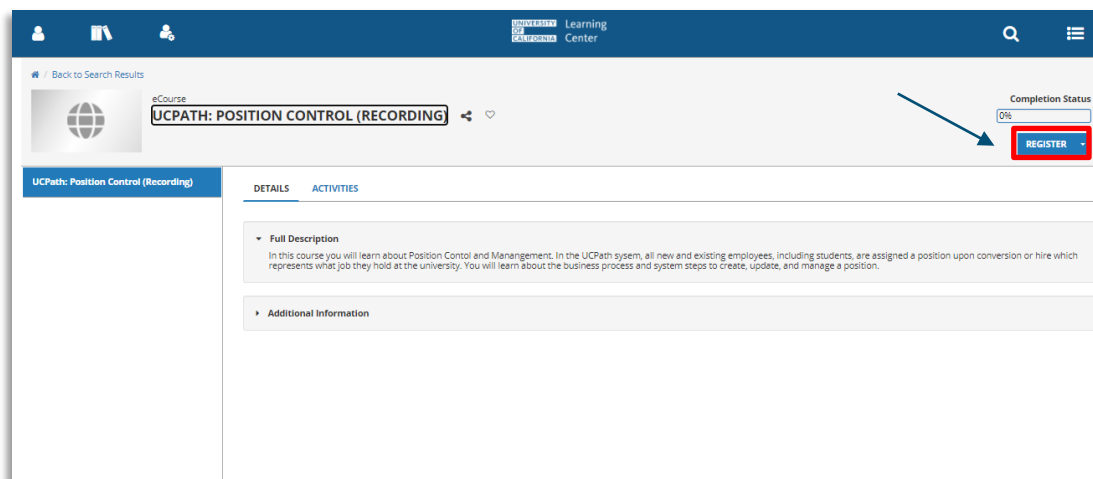 UNIVERSITY OF CALIFORNIA Learning Center
/ Back to Search Results
eCourse
UCPATH: POSITION CONTROL (RECORDING)
Completion Status
0%
REGISTER
UCPath: Position Control (Recording)
DETAILS ACTIVITIES
Full Description
In this course you will learn about Position Contol and Manangement. In the UCPath sysem, all new and existing employees, including students, are assigned a position upon conversion or hire which
represents what job they hold at the university. You will learn about the business process and system steps to create, update, and manage a position.
Additional Information